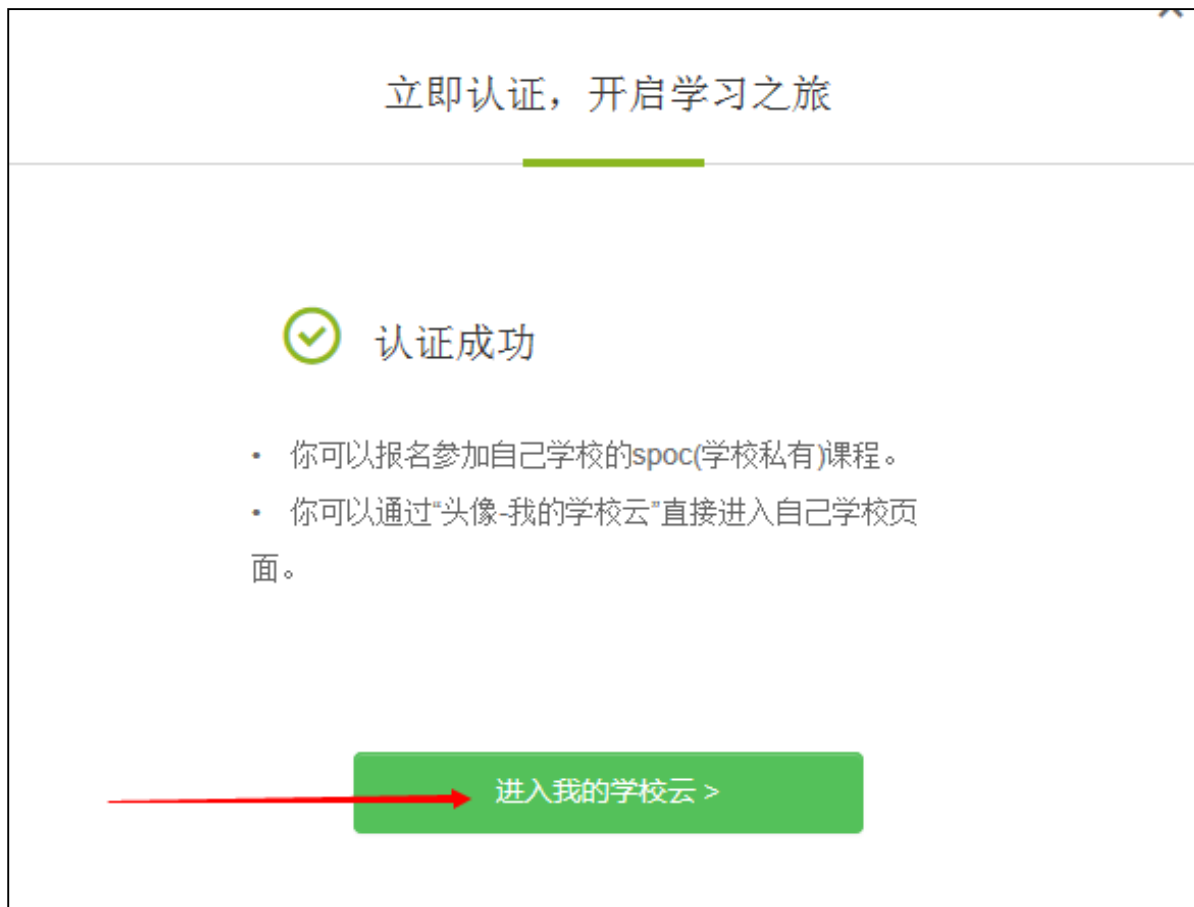 立即认证，开启学习之旅
认证成功
• 你可以报名参加自己学校的spoc(学校私有)课程。
• 你可以通过“头像-我的学校云”直接进入自己学校页
面。
进入我的学校云 >